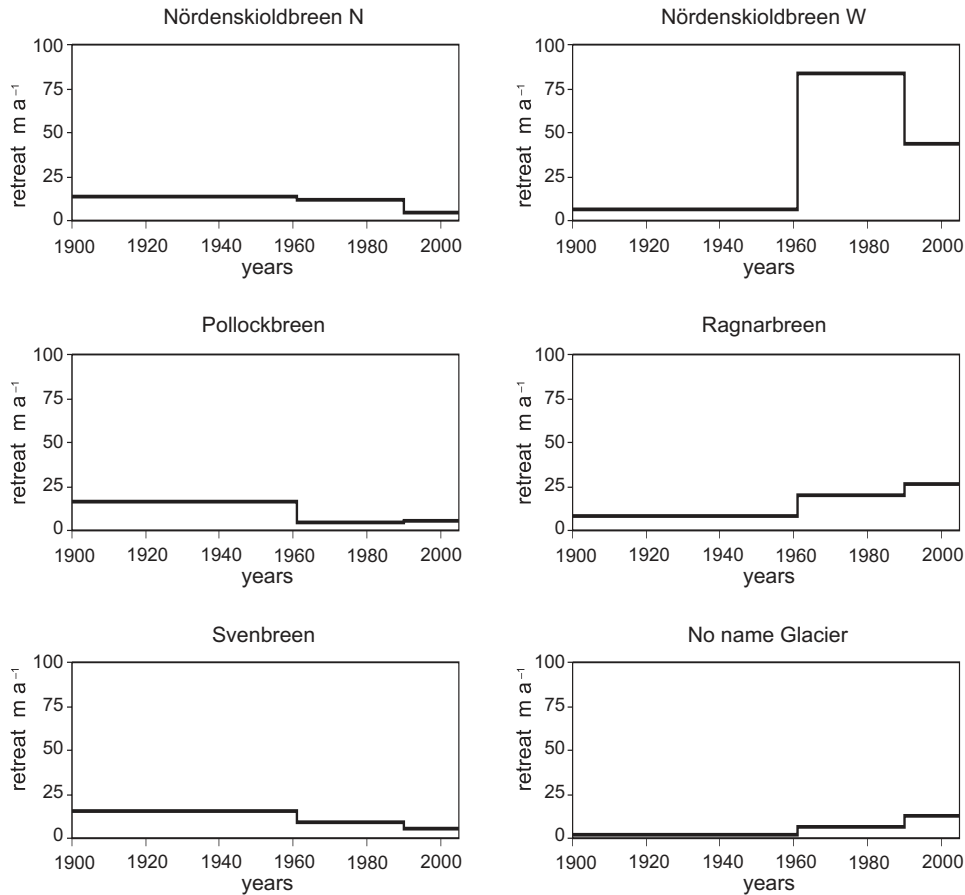 Nördenskioldbreen N
100
75
50
25
0
retreat m a⁻¹
1900 1920 1940 1960 1980 2000
years
Nördenskioldbreen W
100
75
50
25
0
retreat m a⁻¹
1900 1920 1940 1960 1980 2000
years
Pollockbreen
100
75
50
25
0
retreat m a⁻¹
1900 1920 1940 1960 1980 2000
years
Ragnarbreen
100
75
50
25
0
retreat m a⁻¹
1900 1920 1940 1960 1980 2000
years
Svenbreen
100
75
50
25
0
retreat m a⁻¹
1900 1920 1940 1960 1980 2000
years
No name Glacier
100
75
50
25
0
retreat m a⁻¹
1900 1920 1940 1960 1980 2000
years